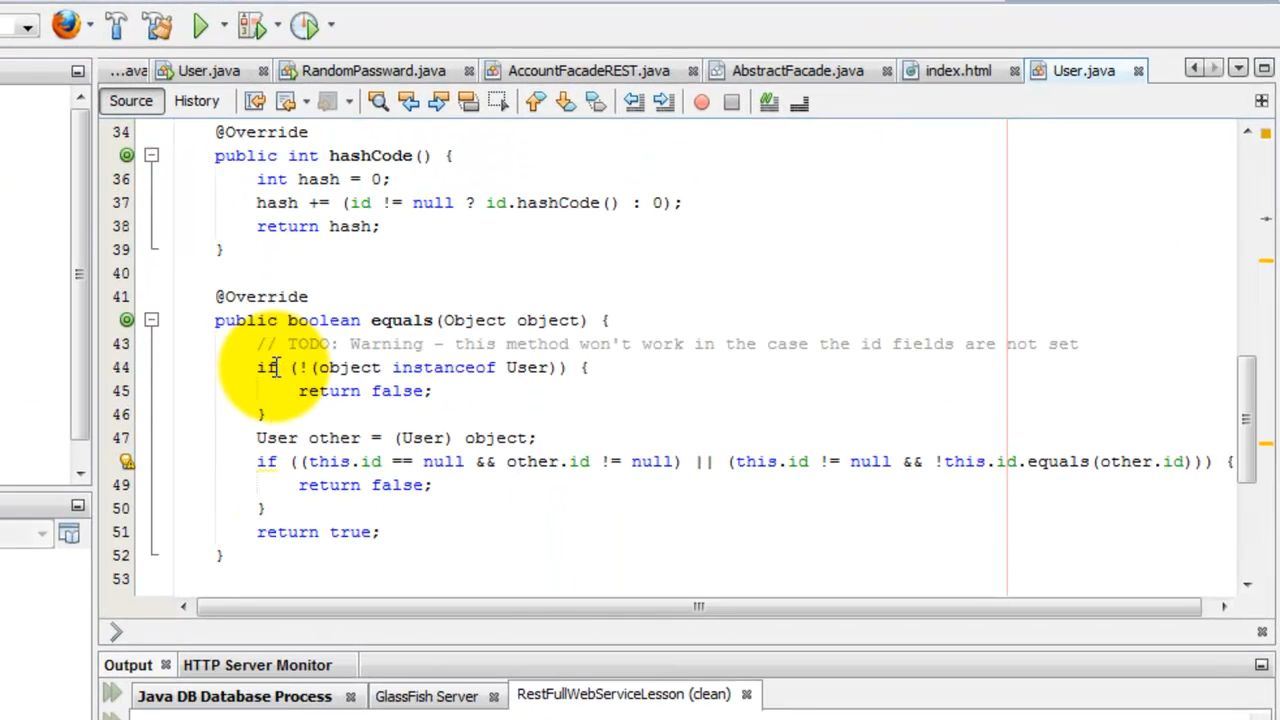 ...ava User.java RandomPassward.java AccountFacadeREST.java AbstractFacade.java index.html User.java
Source History
34 @Override
public int hashCode() {
36 int hash = 0;
37 hash += (id != null ? id.hashCode() : 0);
38 return hash;
39 }
40
41 @Override
public boolean equals(Object object) {
43 // TODO: Warning - this method won't work in the case the id fields are not set
44 if (!(object instanceof User)) {
45 return false;
46 }
47 User other = (User) object;
if ((this.id == null && other.id != null) || (this.id != null && !this.id.equals(other.id))) {
49 return false;
50 }
51 return true;
52 }
53
Output HTTP Server Monitor
Java DB Database Process GlassFish Server RestFullWebServiceLesson (clean)